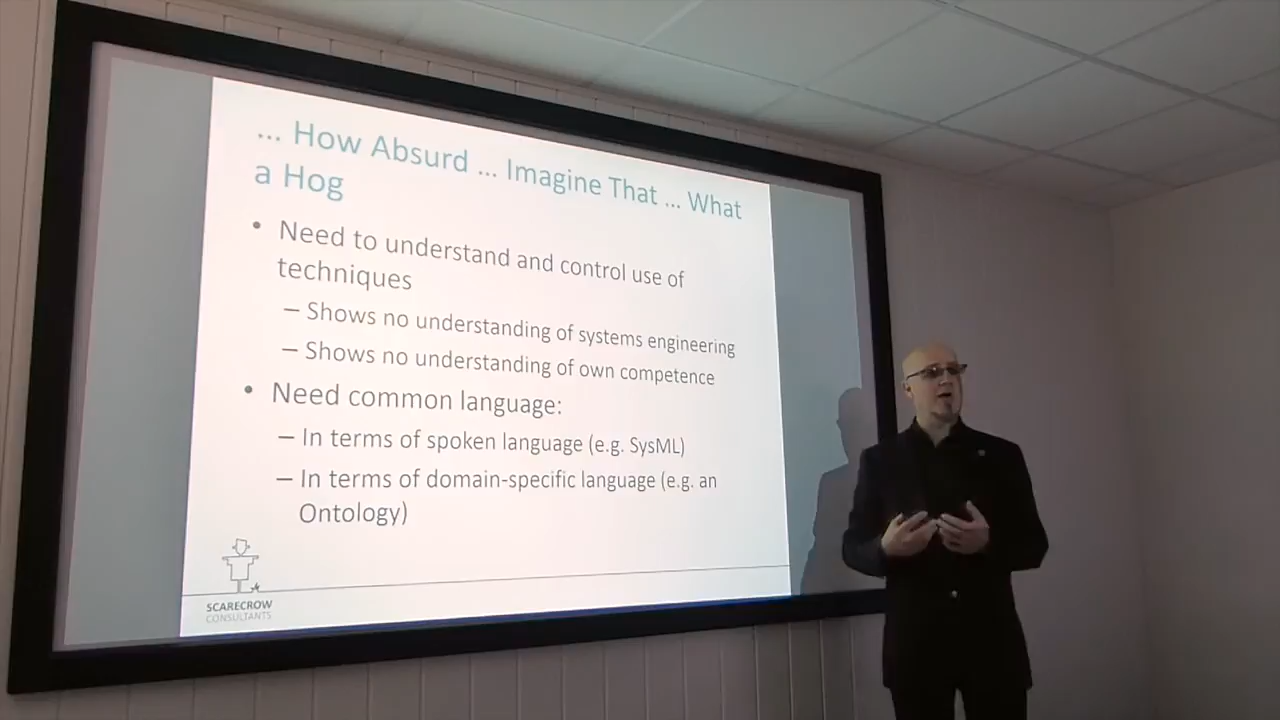 ... How Absurd ... Imagine That ... What
a Hog
• Need to understand and control use of
techniques
– Shows no understanding of systems engineering
– Shows no understanding of own competence
• Need common language:
– In terms of spoken language (e.g. SysML)
– In terms of domain-specific language (e.g. an
Ontology)
SCARECROW
CONSULTANTS